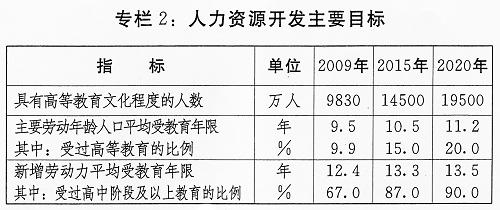 专栏2：人力资源开发主要目标
指 标 单位 2009年 2015年 2020年
具有高等教育文化程度的人数 万人 9830 14500 19500
主要劳动年龄人口平均受教育年限 年 9.5 10.5 11.2
其中：受过高等教育的比例 % 9.9 15.0 20.0
新增劳动力平均受教育年限 年 12.4 13.3 13.5
其中：受过高中阶段及以上教育的比例 % 67.0 87.0 90.0